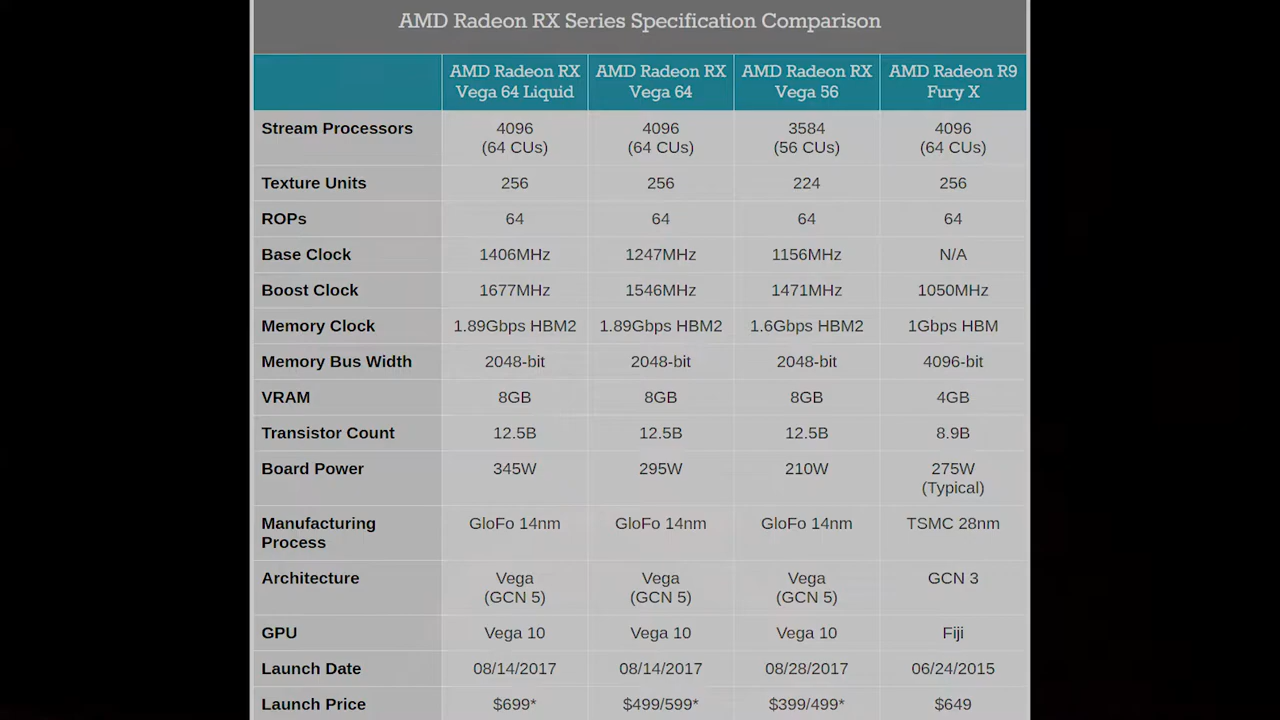 AMD Radeon RX Series Specification Comparison
AMD Radeon RX AMD Radeon RX AMD Radeon RX AMD Radeon R9
Vega 64 Liquid Vega 64 Vega 56 Fury X
Stream Processors 4096 4096 3584 4096
(64 CUs) (64 CUs) (56 CUs) (64 CUs)
Texture Units 256 256 224 256
ROPs 64 64 64 64
Base Clock 1406MHz 1247MHz 1156MHz N/A
Boost Clock 1677MHz 1546MHz 1471MHz 1050MHz
Memory Clock 1.89Gbps HBM2 1.89Gbps HBM2 1.6Gbps HBM2 1Gbps HBM
Memory Bus Width 2048-bit 2048-bit 2048-bit 4096-bit
VRAM 8GB 8GB 8GB 4GB
Transistor Count 12.5B 12.5B 12.5B 8.9B
Board Power 345W 295W 210W 275W
(Typical)
Manufacturing GloFo 14nm GloFo 14nm GloFo 14nm TSMC 28nm
Process
Architecture Vega Vega Vega GCN 3
(GCN 5) (GCN 5) (GCN 5)
GPU Vega 10 Vega 10 Vega 10 Fiji
Launch Date 08/14/2017 08/14/2017 08/28/2017 06/24/2015
Launch Price $699* $499/599* $399/499* $649